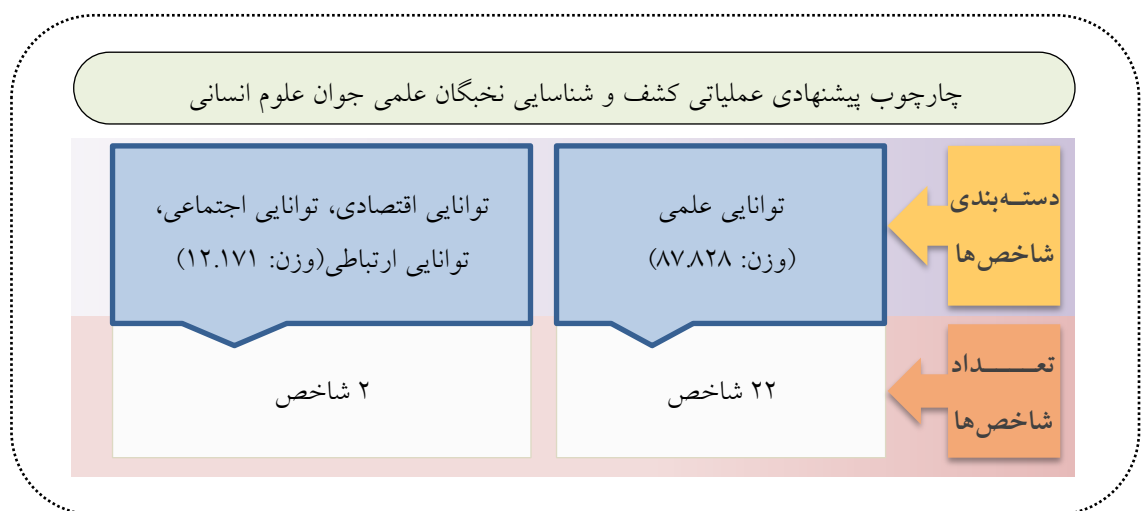 چارچوب پیشنهادی عملیاتی کشف و شناسایی نخبگان علمی جوان علوم انسانی
دسته‌بندی
شاخص‌ها
توانایی علمی
(وزن: ۸۷.۸۲۸)
توانایی اقتصادی، توانایی اجتماعی،
توانایی ارتباطی(وزن: ۱۲.۱۷۱)
تعـــــــداد
شاخص‌ها
۲۲ شاخص
۲ شاخص